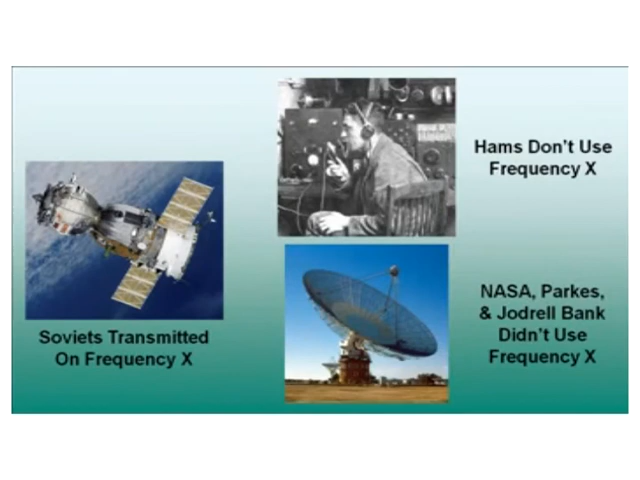 Hams Don't Use
Frequency X
Soviets Transmitted
On Frequency X
NASA, Parkes,
& Jodrell Bank
Didn't Use
Frequency X